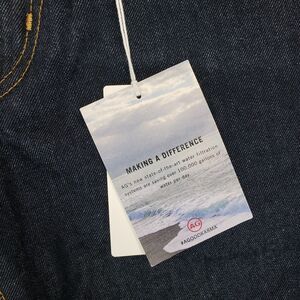 MAKING A DIFFERENCE
AG's new state-of-the-art water filtration
systems are saving over 100,000 gallons of
water per day.
AG
#AGOODKARMA